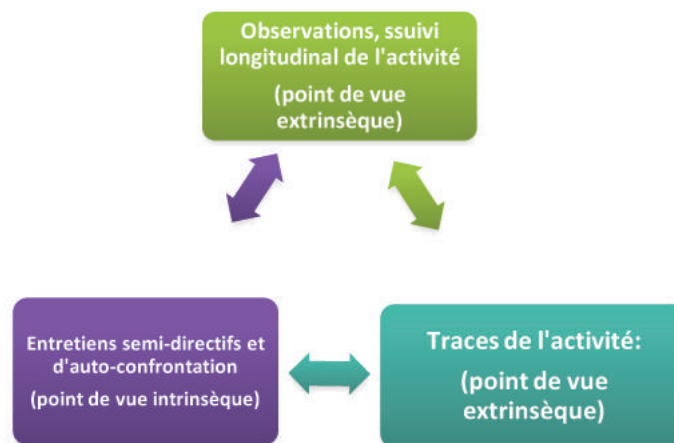 Observations, ssuivi
longitudinal de l'activité
(point de vue
extrinsèque)
Entretiens semi-directifs et
d'auto-confrontation
(point de vue intrinsèque)
Traces de l'activité:
(point de vue
extrinsèque)